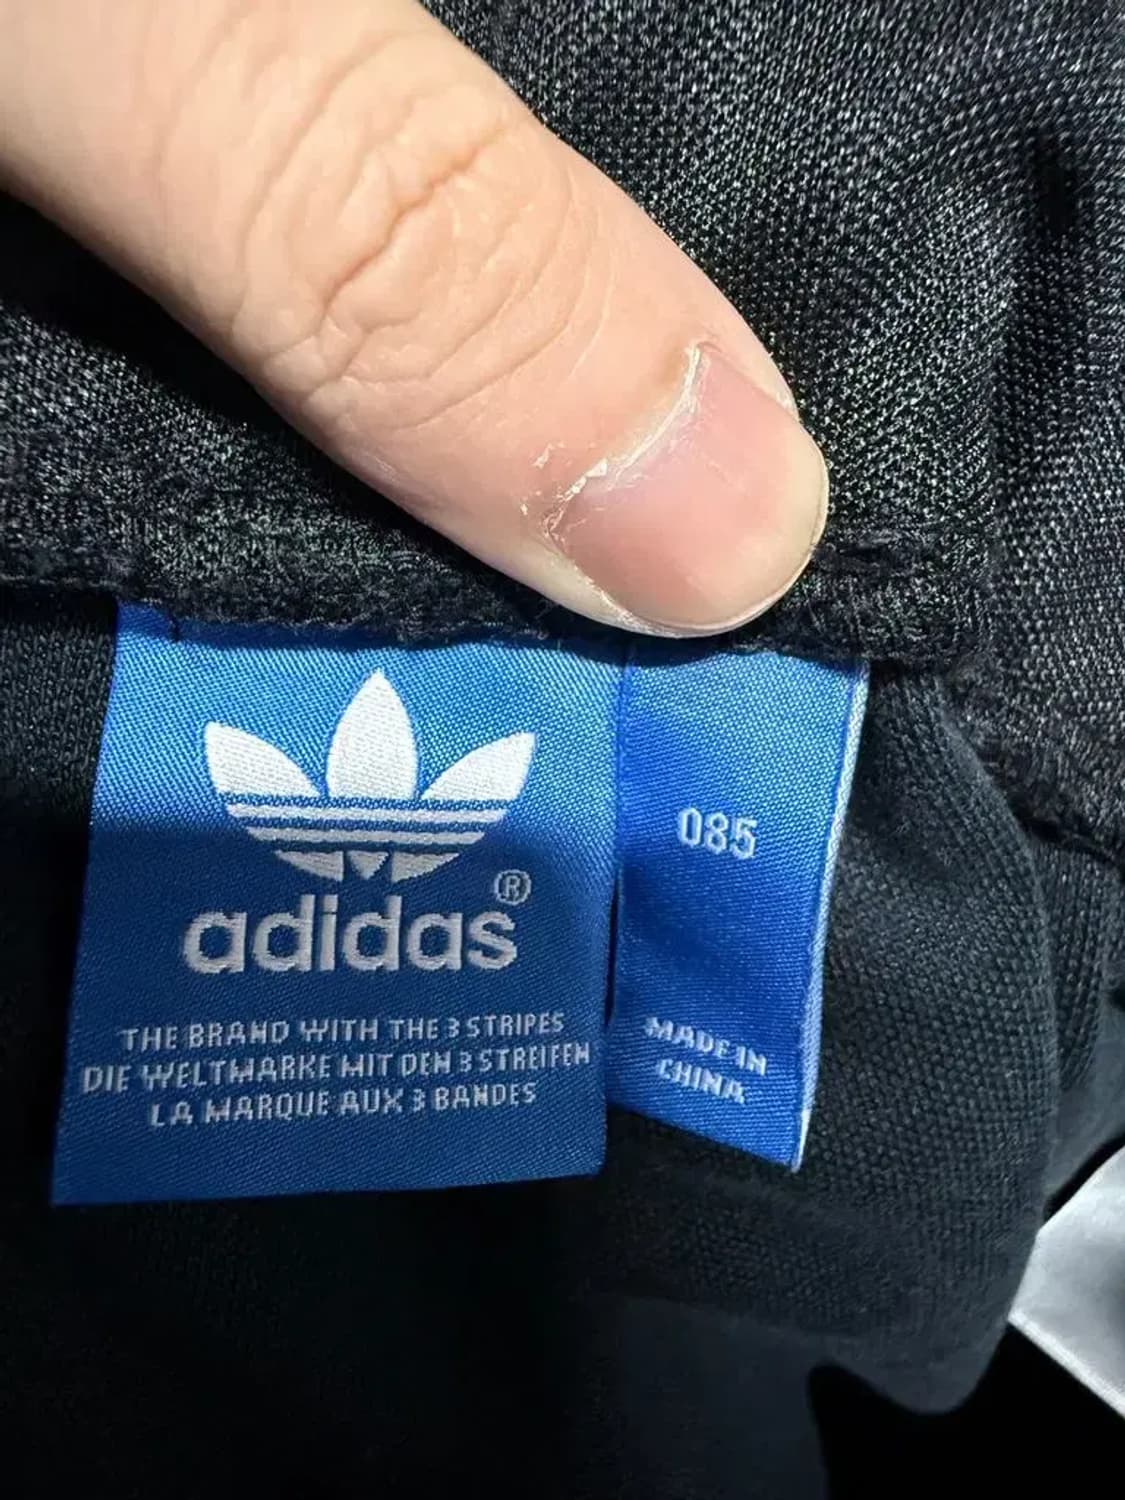 adidas®
THE BRAND WITH THE 3 STRIPES
DIE WELTMARKE MIT DEN 3 STREIFEN
LA MARQUE AUX 3 BANDES
085
MADE IN
CHINA